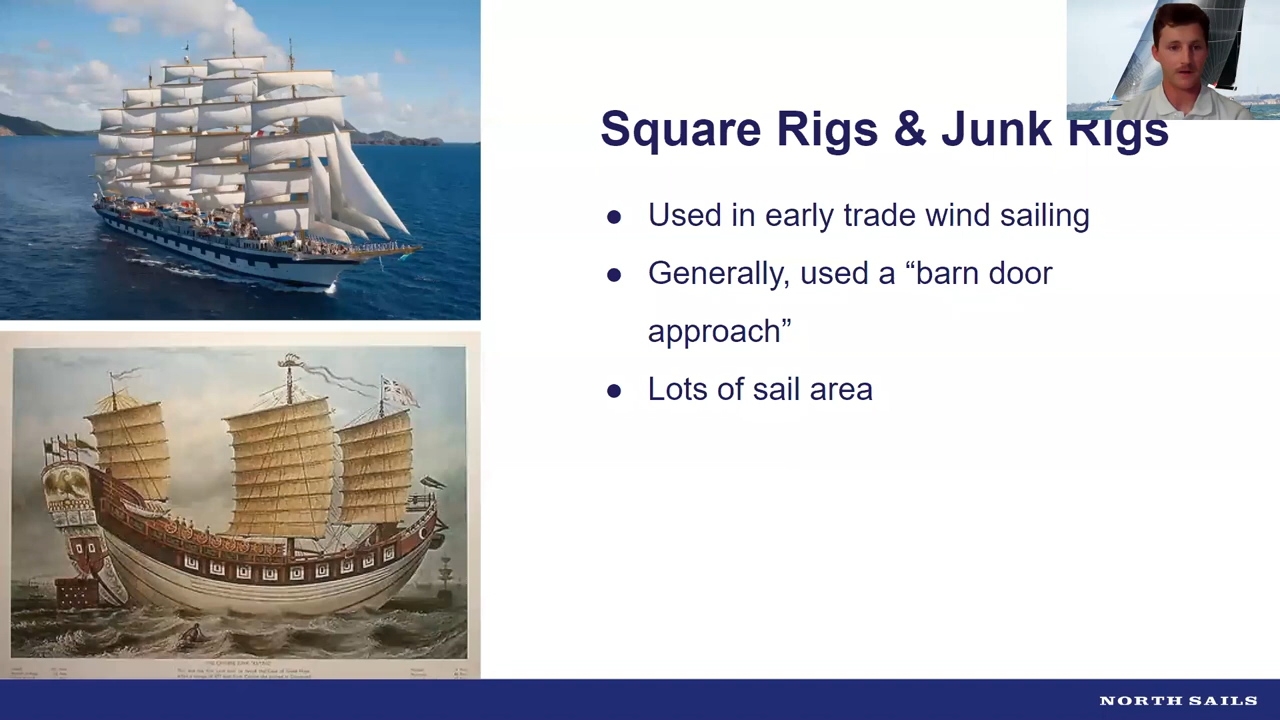 Square Rigs & Junk Rigs
● Used in early trade wind sailing
● Generally, used a “barn door
approach”
● Lots of sail area
NORTH SAILS